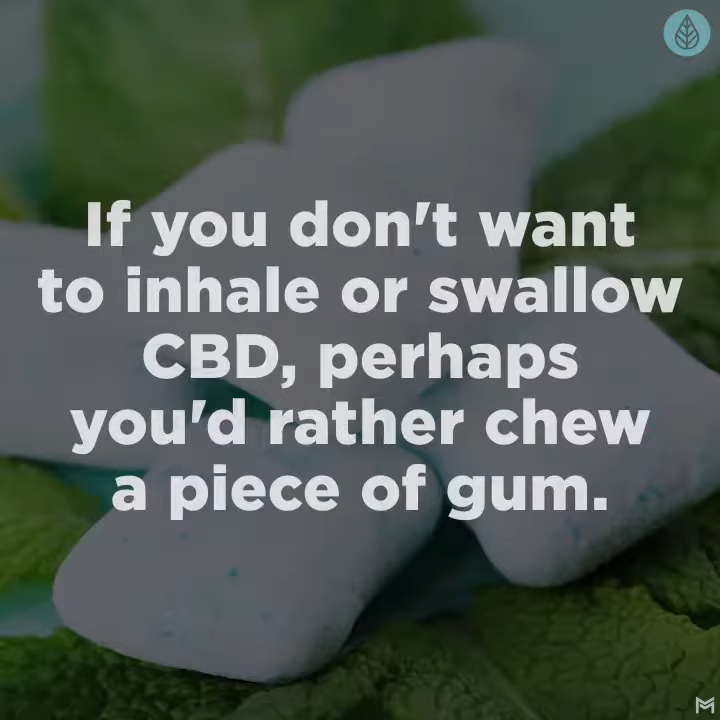 If you don't want
to inhale or swallow
CBD, perhaps
you'd rather chew
a piece of gum.